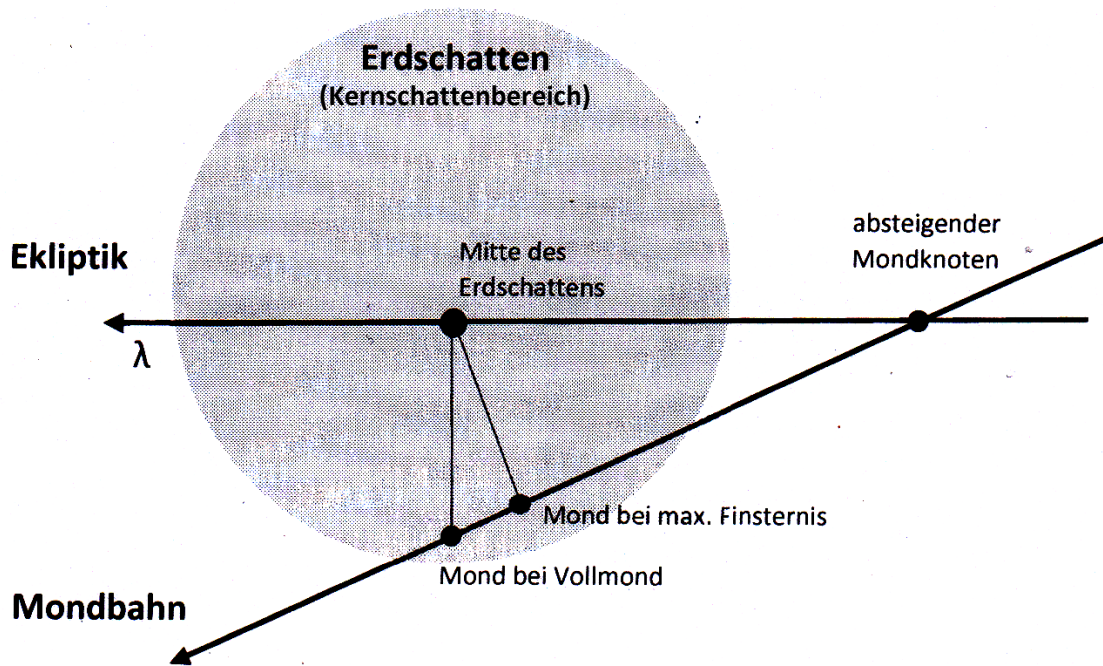 Erdschatten
(Kernschattenbereich)
absteigender
Mondknoten
Ekliptik
Mitte des
Erdschattens
λ
Mond bei max. Finsternis
Mond bei Vollmond
Mondbahn